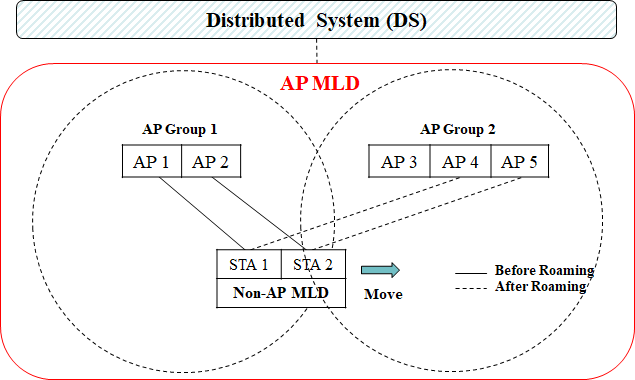 Distributed System (DS)
AP MLD
AP Group 1
AP Group 2
AP 1 AP 2
AP 3 AP 4 AP 5
STA 1 STA 2
Non-AP MLD
Move
Before Roaming
After Roaming